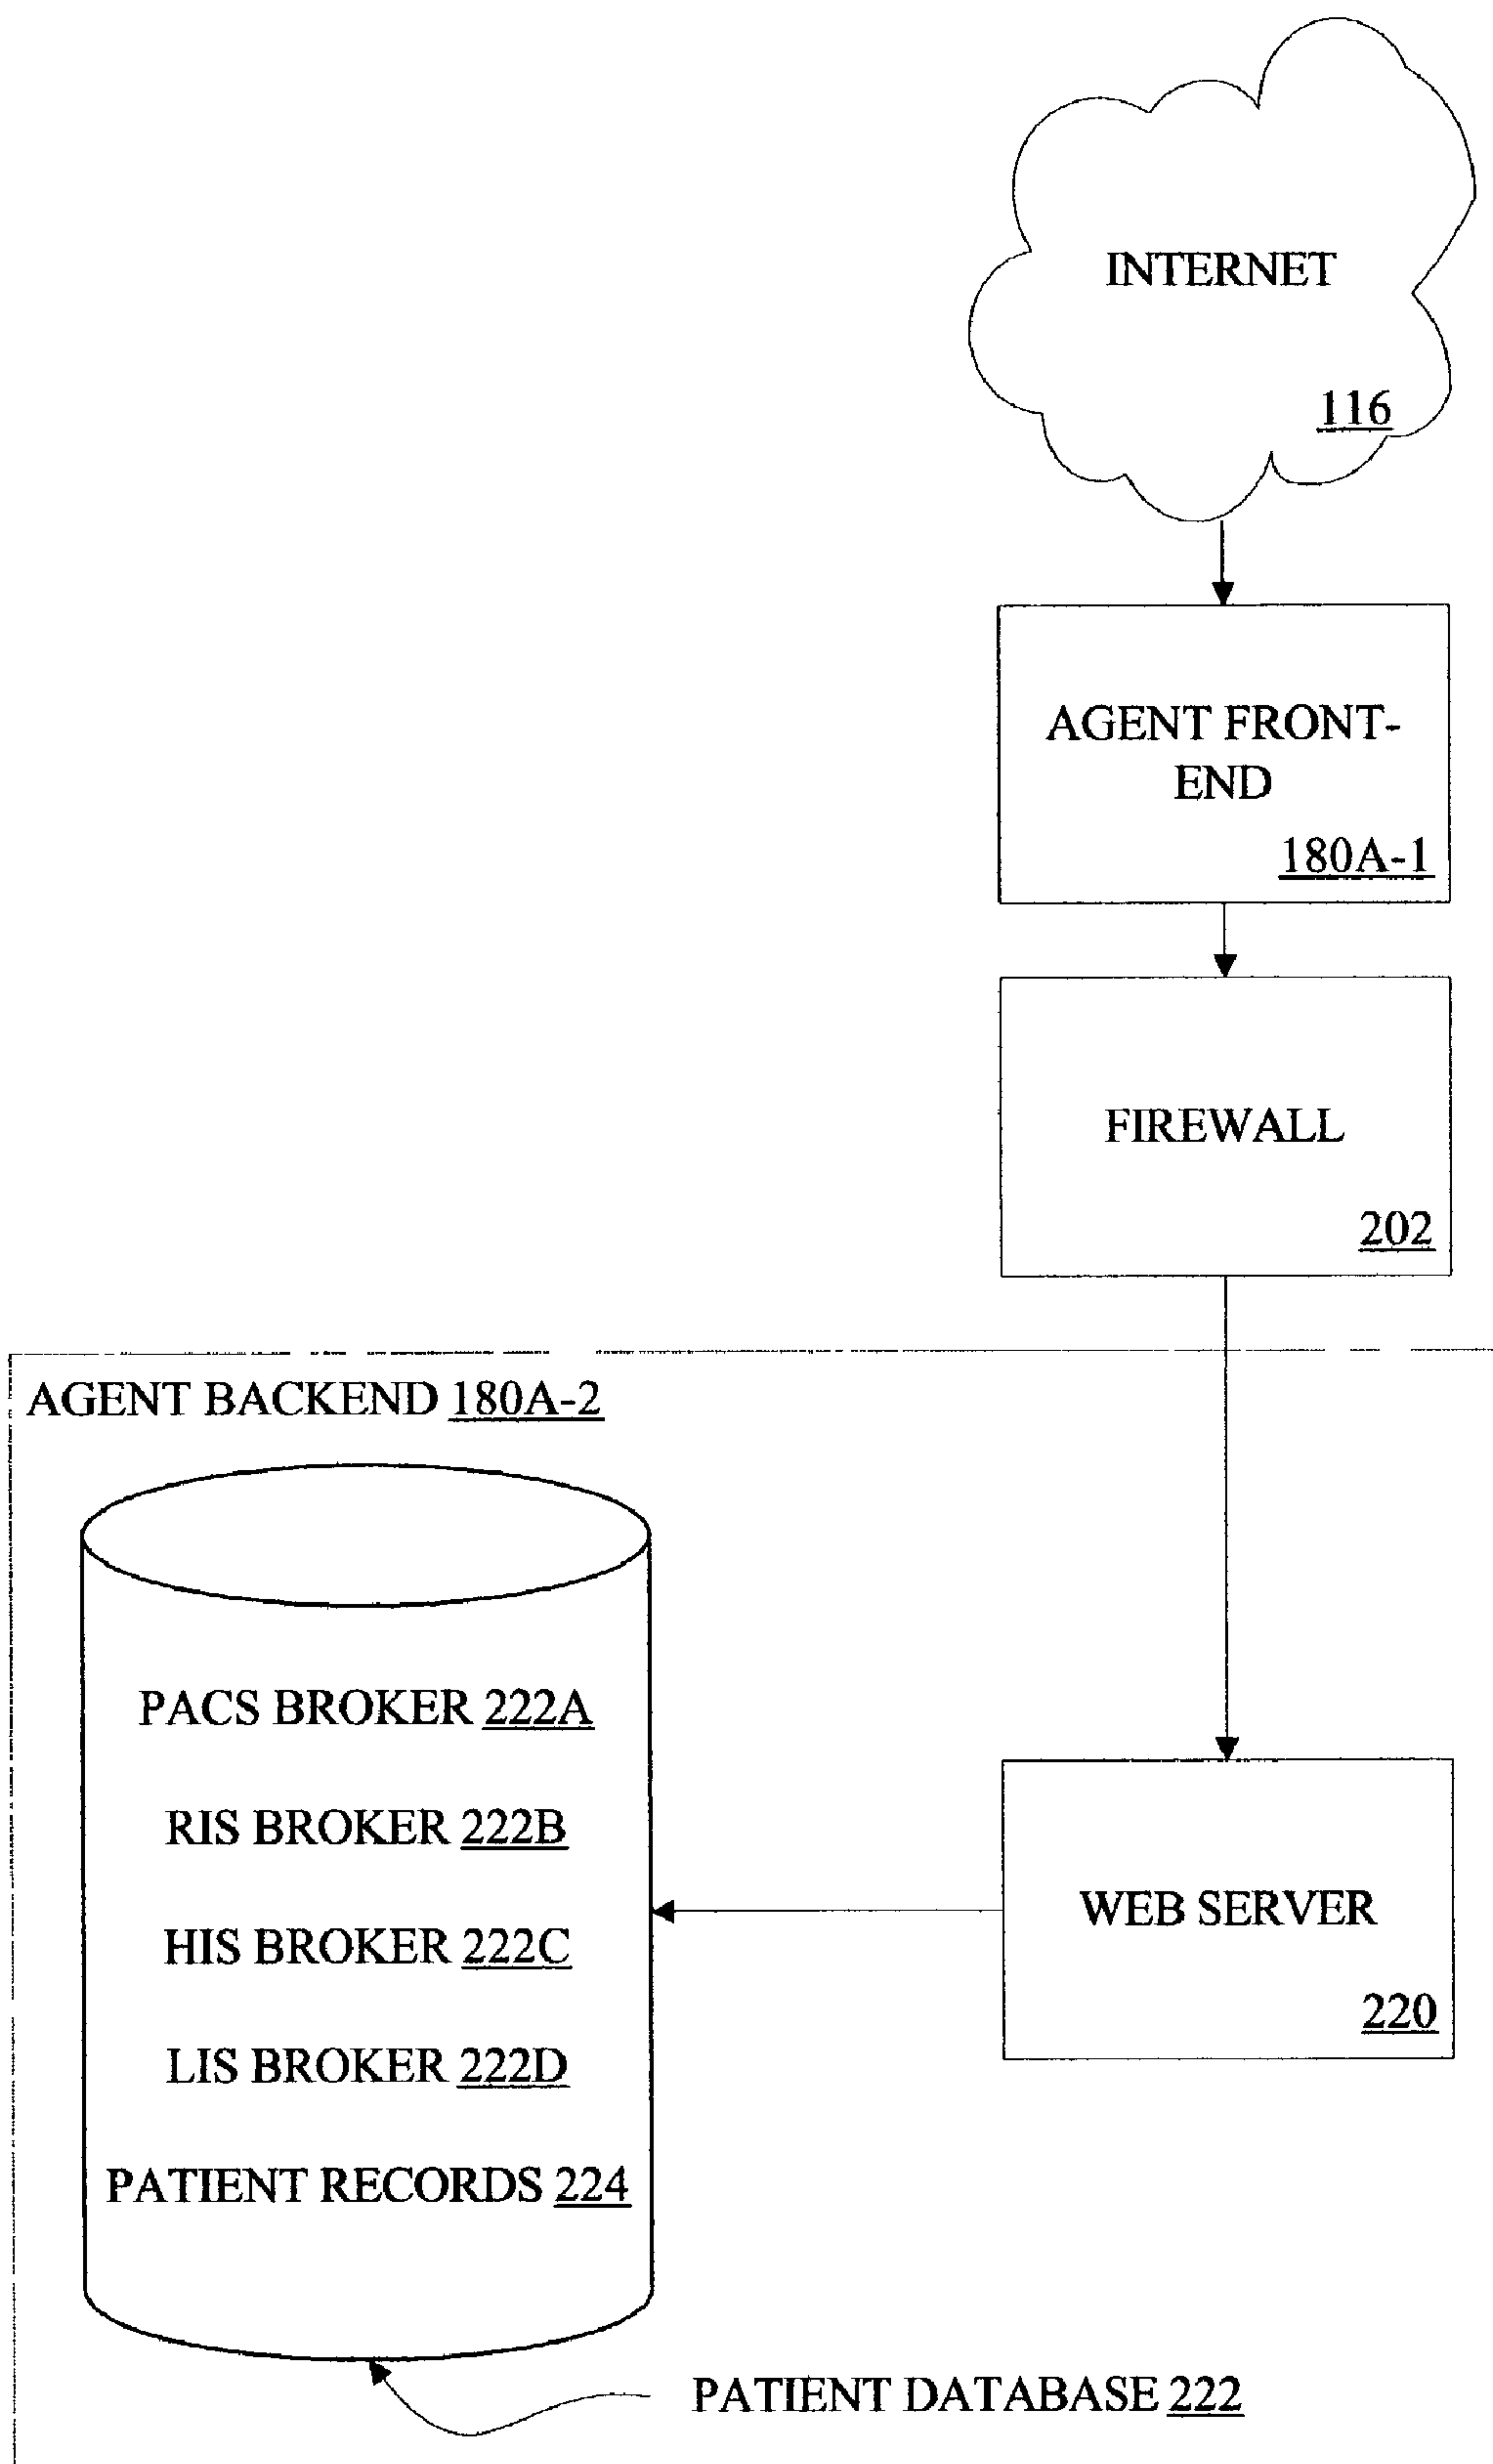 INTERNET
116
AGENT FRONT-
END
180A-1
FIREWALL
202
AGENT BACKEND 180A-2
PACS BROKER 222A
RIS BROKER 222B
HIS BROKER 222C
LIS BROKER 222D
PATIENT RECORDS 224
WEB SERVER
220
PATIENT DATABASE 222